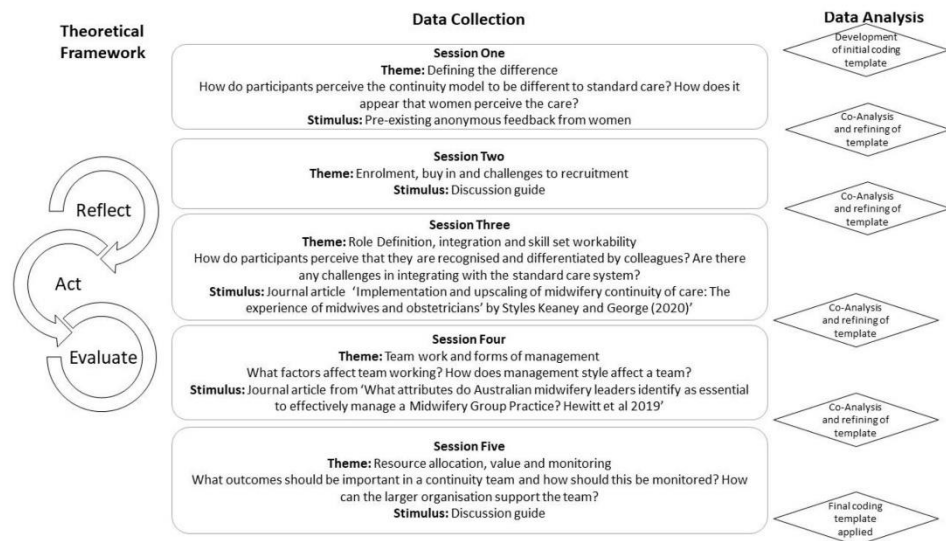 Theoretical
Framework
Reflect
Act
Evaluate
Data Collection
Session One
Theme: Defining the difference
How do participants perceive the continuity model to be different to standard care? How does it
appear that women perceive the care?
Stimulus: Pre-existing anonymous feedback from women
Session Two
Theme: Enrolment, buy in and challenges to recruitment
Stimulus: Discussion guide
Session Three
Theme: Role Definition, integration and skill set workability
How do participants perceive that they are recognised and differentiated by colleagues? Are there
any challenges in integrating with the standard care system?
Stimulus: Journal article ‘Implementation and upscaling of midwifery continuity of care: The
experience of midwives and obstetricians’ by Styles Keaney and George (2020)’
Session Four
Theme: Team work and forms of management
What factors affect team working? How does management style affect a team?
Stimulus: Journal article from ‘What attributes do Australian midwifery leaders identify as essential
to effectively manage a Midwifery Group Practice? Hewitt et al 2019’
Session Five
Theme: Resource allocation, value and monitoring
What outcomes should be important in a continuity team and how should this be monitored? How
can the larger organisation support the team?
Stimulus: Discussion guide
Data Analysis
Development
of initial coding
template
Co-Analysis
and refining of
template
Co-Analysis
and refining of
template
Co-Analysis
and refining of
template
Co-Analysis
and refining of
template
Final coding
template
applied